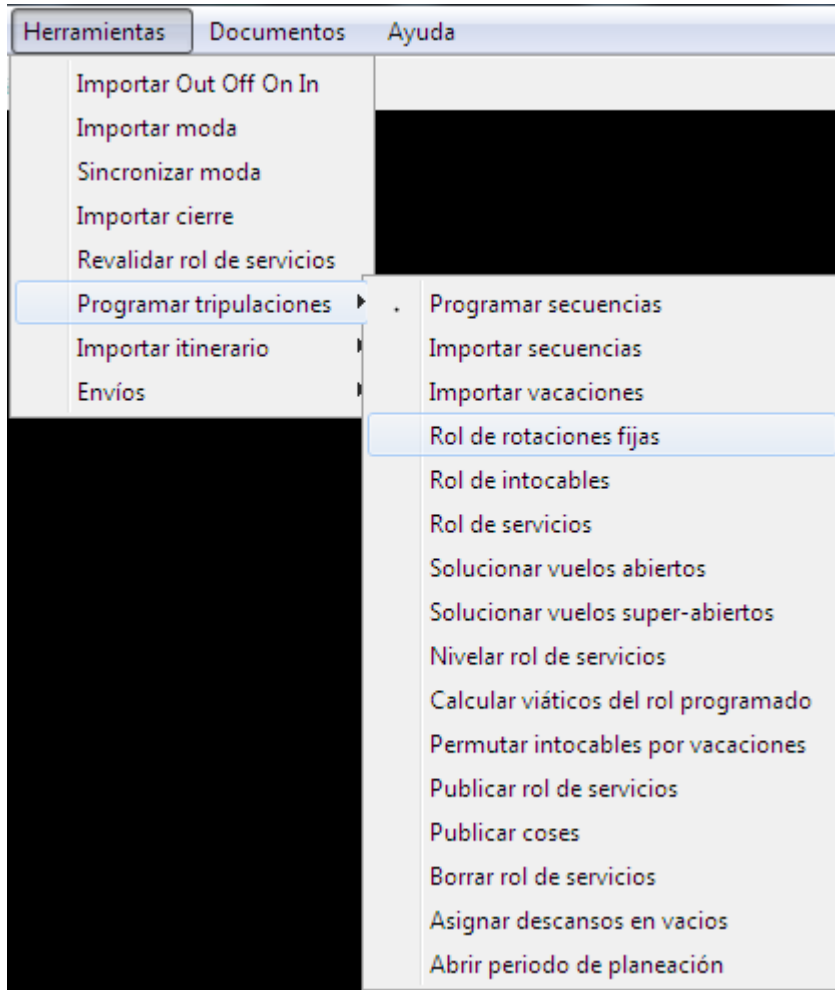 Herramientas Documentos Ayuda
Importar Out Off On In
Importar moda
Sincronizar moda
Importar cierre
Revalidar rol de servicios
Programar tripulaciones
Importar itinerario
Envíos
Programar secuencias
Importar secuencias
Importar vacaciones
Rol de rotaciones fijas
Rol de intocables
Rol de servicios
Solucionar vuelos abiertos
Solucionar vuelos super-abiertos
Nivelar rol de servicios
Calcular viáticos del rol programado
Permutar intocables por vacaciones
Publicar rol de servicios
Publicar coses
Borrar rol de servicios
Asignar descansos en vacios
Abrir periodo de planeación